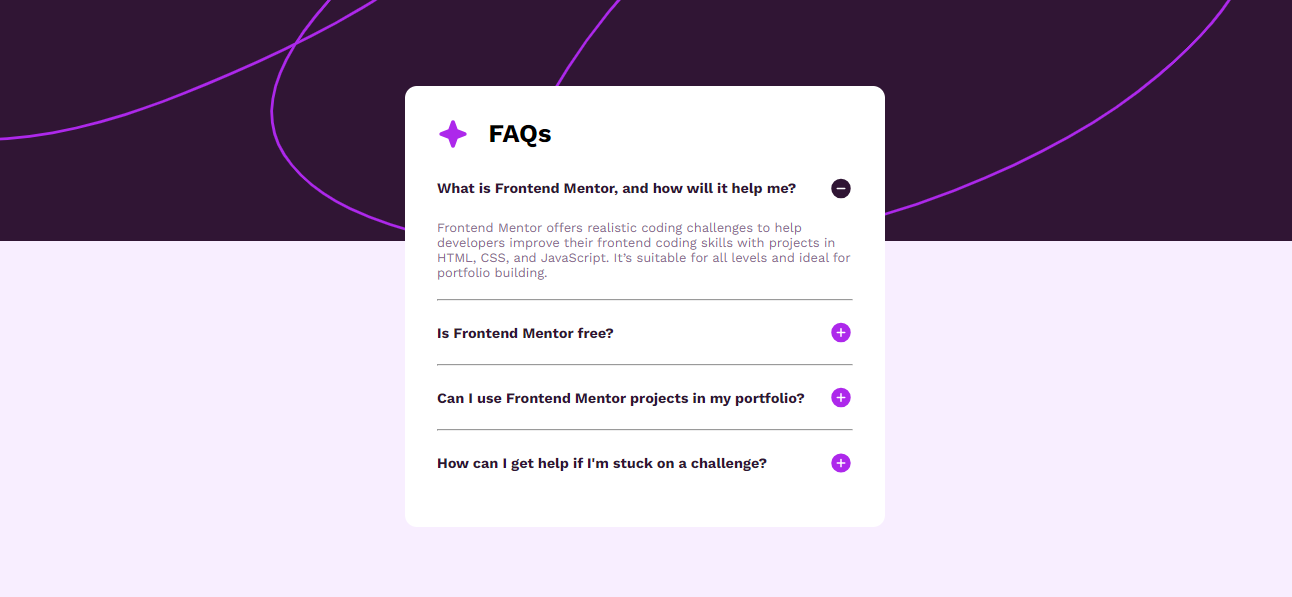 FAQs
What is Frontend Mentor, and how will it help me?
Frontend Mentor offers realistic coding challenges to help
developers improve their frontend coding skills with projects in
HTML, CSS, and JavaScript. It’s suitable for all levels and ideal for
portfolio building.
Is Frontend Mentor free?
Can I use Frontend Mentor projects in my portfolio?
How can I get help if I'm stuck on a challenge?